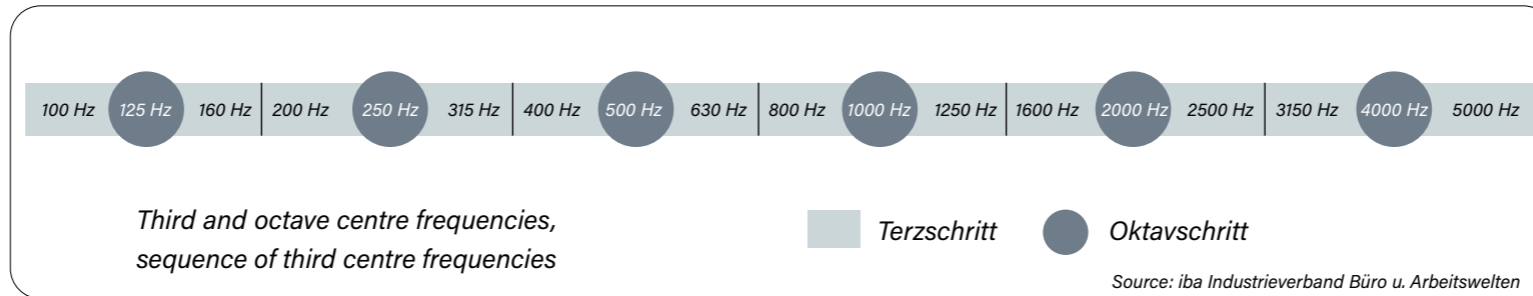 100 Hz 125 Hz 160 Hz 200 Hz 250 Hz 315 Hz 400 Hz 500 Hz 630 Hz 800 Hz 1000 Hz 1250 Hz 1600 Hz 2000 Hz 2500 Hz 3150 Hz 4000 Hz 5000 Hz
Third and octave centre frequencies,
sequence of third centre frequencies
Terzschritt
Oktavschritt
Source: iba Industrieverband Büro u. Arbeitswelten